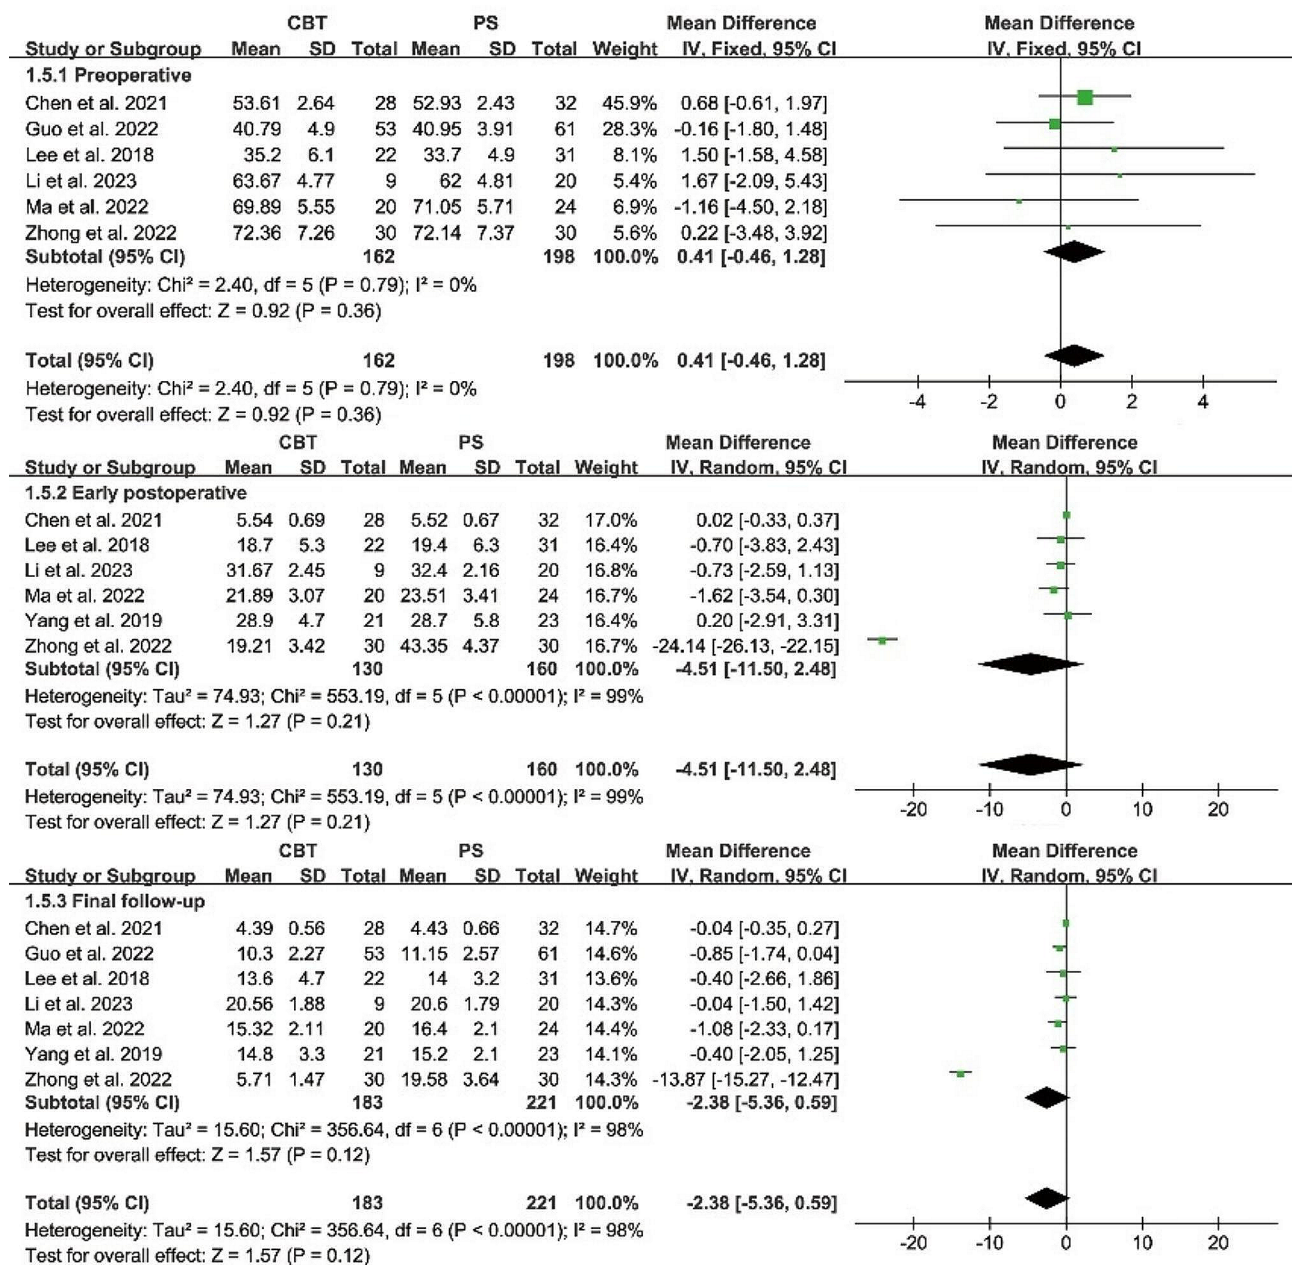 CBT PS Mean Difference Mean Difference
Study or Subgroup Mean SD Total Mean SD Total Weight IV, Fixed, 95% CI IV, Fixed, 95% CI
1.5.1 Preoperative
Chen et al. 2021 53.61 2.64 28 52.93 2.43 32 45.9% 0.68 [-0.61, 1.97]
Guo et al. 2022 40.79 4.9 53 40.95 3.91 61 28.3% -0.16 [-1.80, 1.48]
Lee et al. 2018 35.2 6.1 22 33.7 4.9 31 8.1% 1.50 [-1.58, 4.58]
Li et al. 2023 63.67 4.77 9 62 4.81 20 5.4% 1.67 [-2.09, 5.43]
Ma et al. 2022 69.89 5.55 20 71.05 5.71 24 6.9% -1.16 [-4.50, 2.18]
Zhong et al. 2022 72.36 7.26 30 72.14 7.37 30 5.6% 0.22 [-3.48, 3.92]
Subtotal (95% CI) 162 198 100.0% 0.41 [-0.46, 1.28]
Heterogeneity: Chi² = 2.40, df = 5 (P = 0.79); I² = 0%
Test for overall effect: Z = 0.92 (P = 0.36)
Total (95% CI) 162 198 100.0% 0.41 [-0.46, 1.28]
Heterogeneity: Chi² = 2.40, df = 5 (P = 0.79); I² = 0%
Test for overall effect: Z = 0.92 (P = 0.36)
-4 -2 0 2 4
CBT PS Mean Difference Mean Difference
Study or Subgroup Mean SD Total Mean SD Total Weight IV, Random, 95% CI IV, Random, 95% CI
1.5.2 Early postoperative
Chen et al. 2021 5.54 0.69 28 5.52 0.67 32 17.0% 0.02 [-0.33, 0.37]
Lee et al. 2018 18.7 5.3 22 19.4 6.3 31 16.4% -0.70 [-3.83, 2.43]
Li et al. 2023 31.67 2.45 9 32.4 2.16 20 16.8% -0.73 [-2.59, 1.13]
Ma et al. 2022 21.89 3.07 20 23.51 3.41 24 16.7% -1.62 [-3.54, 0.30]
Yang et al. 2019 28.9 4.7 21 28.7 5.8 23 16.4% 0.20 [-2.91, 3.31]
Zhong et al. 2022 19.21 3.42 30 43.35 4.37 30 16.7% -24.14 [-26.13, -22.15]
Subtotal (95% CI) 130 160 100.0% -4.51 [-11.50, 2.48]
Heterogeneity: Tau² = 74.93; Chi² = 553.19, df = 5 (P < 0.00001); I² = 99%
Test for overall effect: Z = 1.27 (P = 0.21)
Total (95% CI) 130 160 100.0% -4.51 [-11.50, 2.48]
Heterogeneity: Tau² = 74.93; Chi² = 553.19, df = 5 (P < 0.00001); I² = 99%
Test for overall effect: Z = 1.27 (P = 0.21)
-20 -10 0 10 20
CBT PS Mean Difference Mean Difference
Study or Subgroup Mean SD Total Mean SD Total Weight IV, Random, 95% CI IV, Random, 95% CI
1.5.3 Final follow-up
Chen et al. 2021 4.39 0.56 28 4.43 0.66 32 14.7% -0.04 [-0.35, 0.27]
Guo et al. 2022 10.3 2.27 53 11.15 2.57 61 14.6% -0.85 [-1.74, 0.04]
Lee et al. 2018 13.6 4.7 22 14 3.2 31 13.6% -0.40 [-2.66, 1.86]
Li et al. 2023 20.56 1.88 9 20.6 1.79 20 14.3% -0.04 [-1.50, 1.42]
Ma et al. 2022 15.32 2.11 20 16.4 2.1 24 14.4% -1.08 [-2.33, 0.17]
Yang et al. 2019 14.8 3.3 21 15.2 2.1 23 14.1% -0.40 [-2.05, 1.25]
Zhong et al. 2022 5.71 1.47 30 19.58 3.64 30 14.3% -13.87 [-15.27, -12.47]
Subtotal (95% CI) 183 221 100.0% -2.38 [-5.36, 0.59]
Heterogeneity: Tau² = 15.60; Chi² = 356.64, df = 6 (P < 0.00001); I² = 98%
Test for overall effect: Z = 1.57 (P = 0.12)
Total (95% CI) 183 221 100.0% -2.38 [-5.36, 0.59]
Heterogeneity: Tau² = 15.60; Chi² = 356.64, df = 6 (P < 0.00001); I² = 98%
Test for overall effect: Z = 1.57 (P = 0.12)
-20 -10 0 10 20